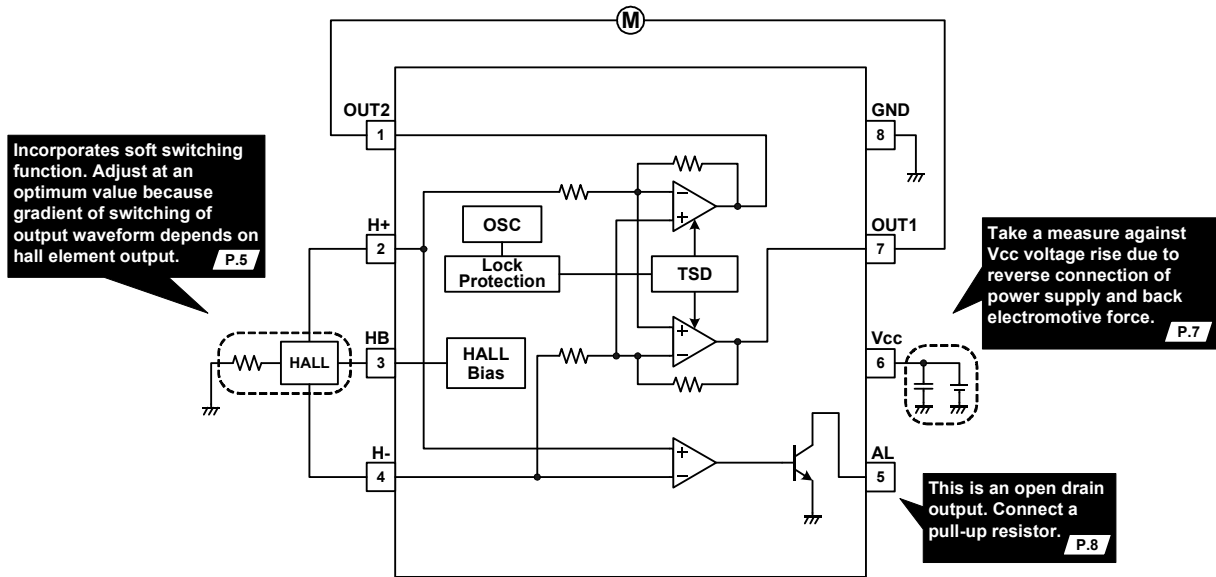 M
OUT2
1
GND
8
Incorporates soft switching
function. Adjust at an
optimum value because
gradient of switching of
output waveform depends on
hall element output.
P.5
H+
2
OSC
Lock
Protection
TSD
OUT1
7
Take a measure against
Vcc voltage rise due to
reverse connection of
power supply and back
electromotive force.
P.7
HALL
HB
3
HALL
Bias
Vcc
6
H-
4
AL
5
This is an open drain
output. Connect a
pull-up resistor.
P.8
−
+
+
−
+
−